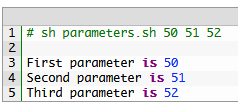 1 # sh parameters.sh 50 51 52
2
3 First parameter is 50
4 Second parameter is 51
5 Third parameter is 52